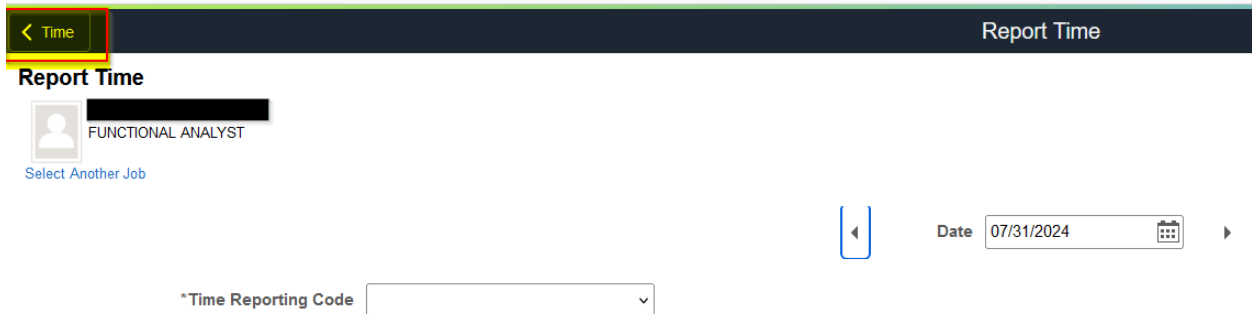 Time
Report Time
Report Time
FUNCTIONAL ANALYST
Select Another Job
Date 07/31/2024
*Time Reporting Code